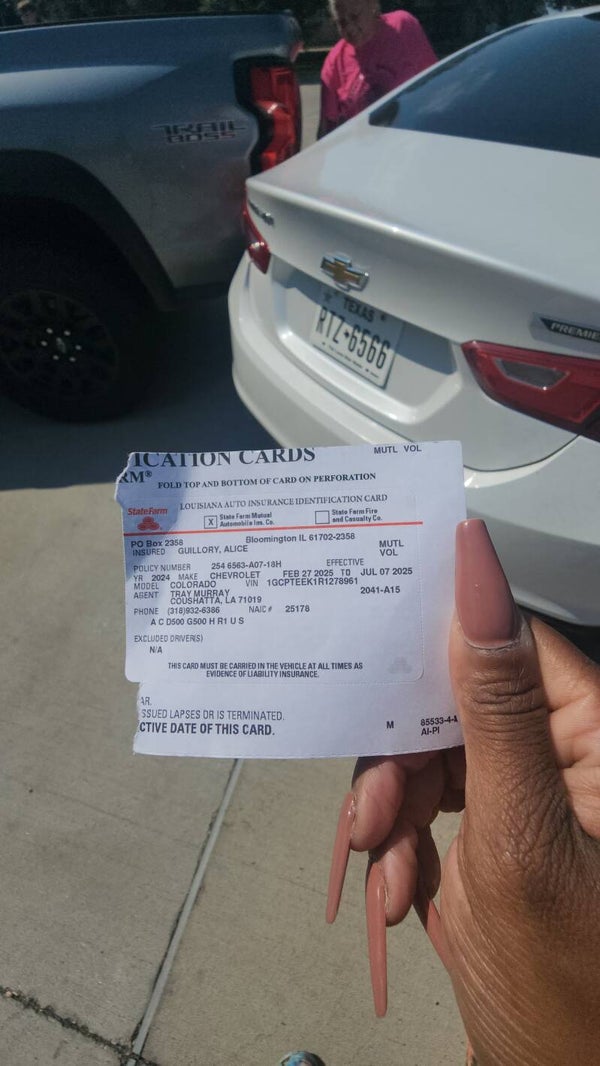 TRAIL
BOSS
TEXAS
RTZ*6566
PREMIE
ICATION CARDS
MUTL VOL
RM®
FOLD TOP AND BOTTOM OF CARD ON PERFORATION
LOUISIANA AUTO INSURANCE IDENTIFICATION CARD
StateFarm
X State Farm Mutual Automobile Ins. Co.
State Farm Fire and Casualty Co.
PO Box 2358 Bloomington IL 61702-2358
INSURED GUILLORY, ALICE MUTL
VOL
POLICY NUMBER 254 6563-A07-18H EFFECTIVE
YR 2024 MAKE CHEVROLET FEB 27 2025 TO JUL 07 2025
MODEL COLORADO VIN 1GCPTEEK1R1278961
AGENT TRAY MURRAY 2041-A15
COUSHATTA, LA 71019
PHONE (318)932-6386 NAIC # 25178
A C D500 G500 H R1 U S
EXCLUDED DRIVER(S)
N/A
THIS CARD MUST BE CARRIED IN THE VEHICLE AT ALL TIMES AS
EVIDENCE OF LIABILITY INSURANCE.
AR.
SSUED LAPSES OR IS TERMINATED.
CTIVE DATE OF THIS CARD.
M 85533-4-A
AI-PI